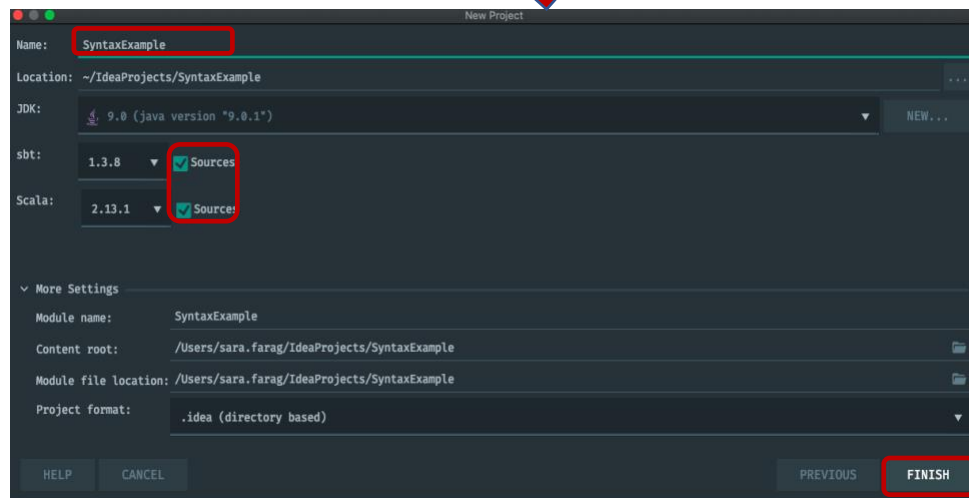 New Project
Name: SyntaxExample
Location: ~/IdeaProjects/SyntaxExample ...
JDK: 9.0 (java version "9.0.1") NEW...
sbt: 1.3.8 Sources
Scala: 2.13.1 Sources
More Settings
Module name: SyntaxExample
Content root: /Users/sara.farag/IdeaProjects/SyntaxExample
Module file location: /Users/sara.farag/IdeaProjects/SyntaxExample
Project format: .idea (directory based)
HELP CANCEL PREVIOUS FINISH